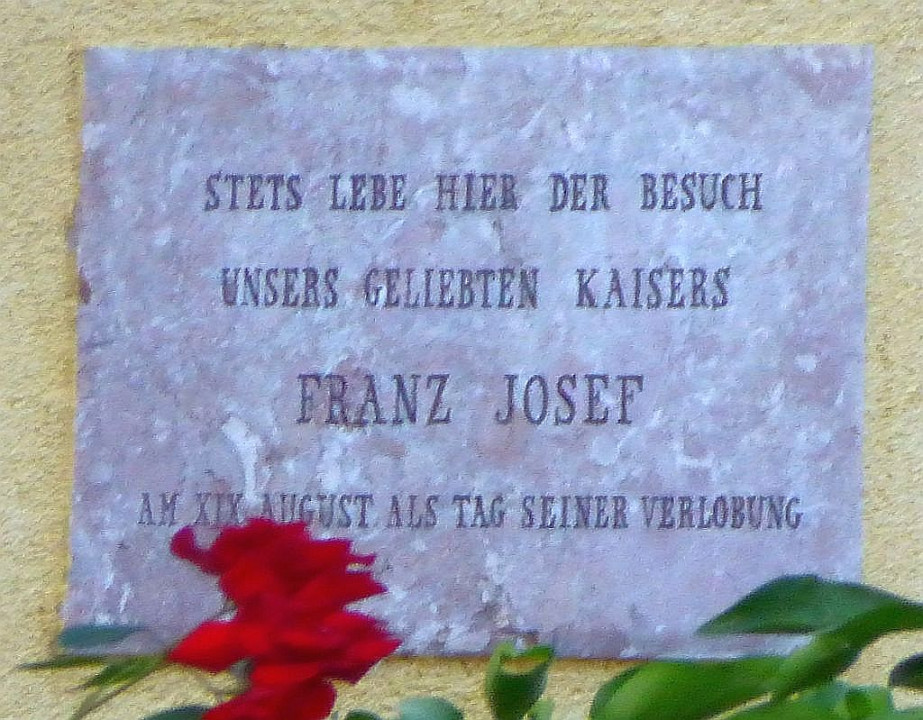 STETS LEBE HIER DER BESUCH
UNSERS GELIEBTEN KAISERS
FRANZ JOSEF
AM XIX AUGUST ALS TAG SEINER VERLOBUNG